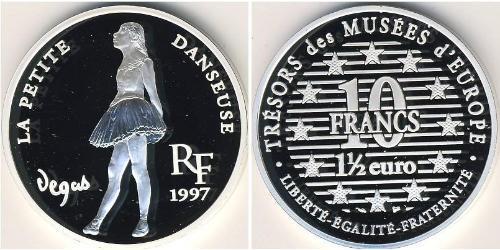 LA PETITE DANSEUSE
Degas
RF
1997
TRÉSORS des MUSÉES d'EUROPE
10
FRANCS
1½ euro
LIBERTÉ-ÉGALITÉ-FRATERNITÉ